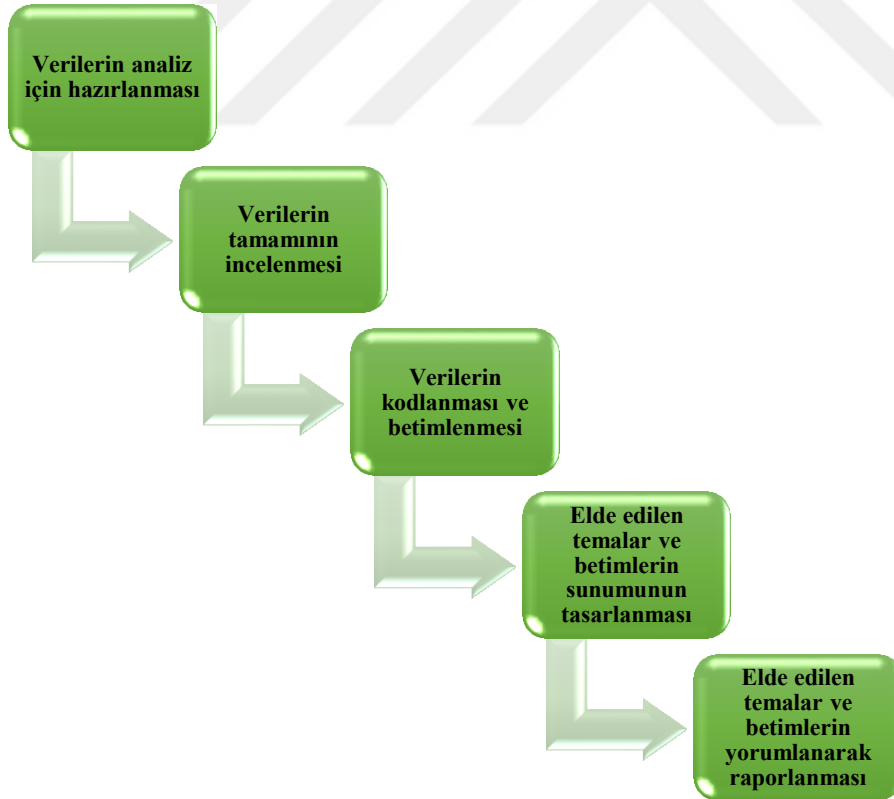 Verilerin analiz
için hazırlanması
Verilerin
tamamının
incelenmesi
Verilerin
kodlanması ve
betimlenmesi
Elde edilen
temalar ve
betimlerin
sunumunun
tasarlanması
Elde edilen
temalar ve
betimlerin
yorumlanarak
raporlanması